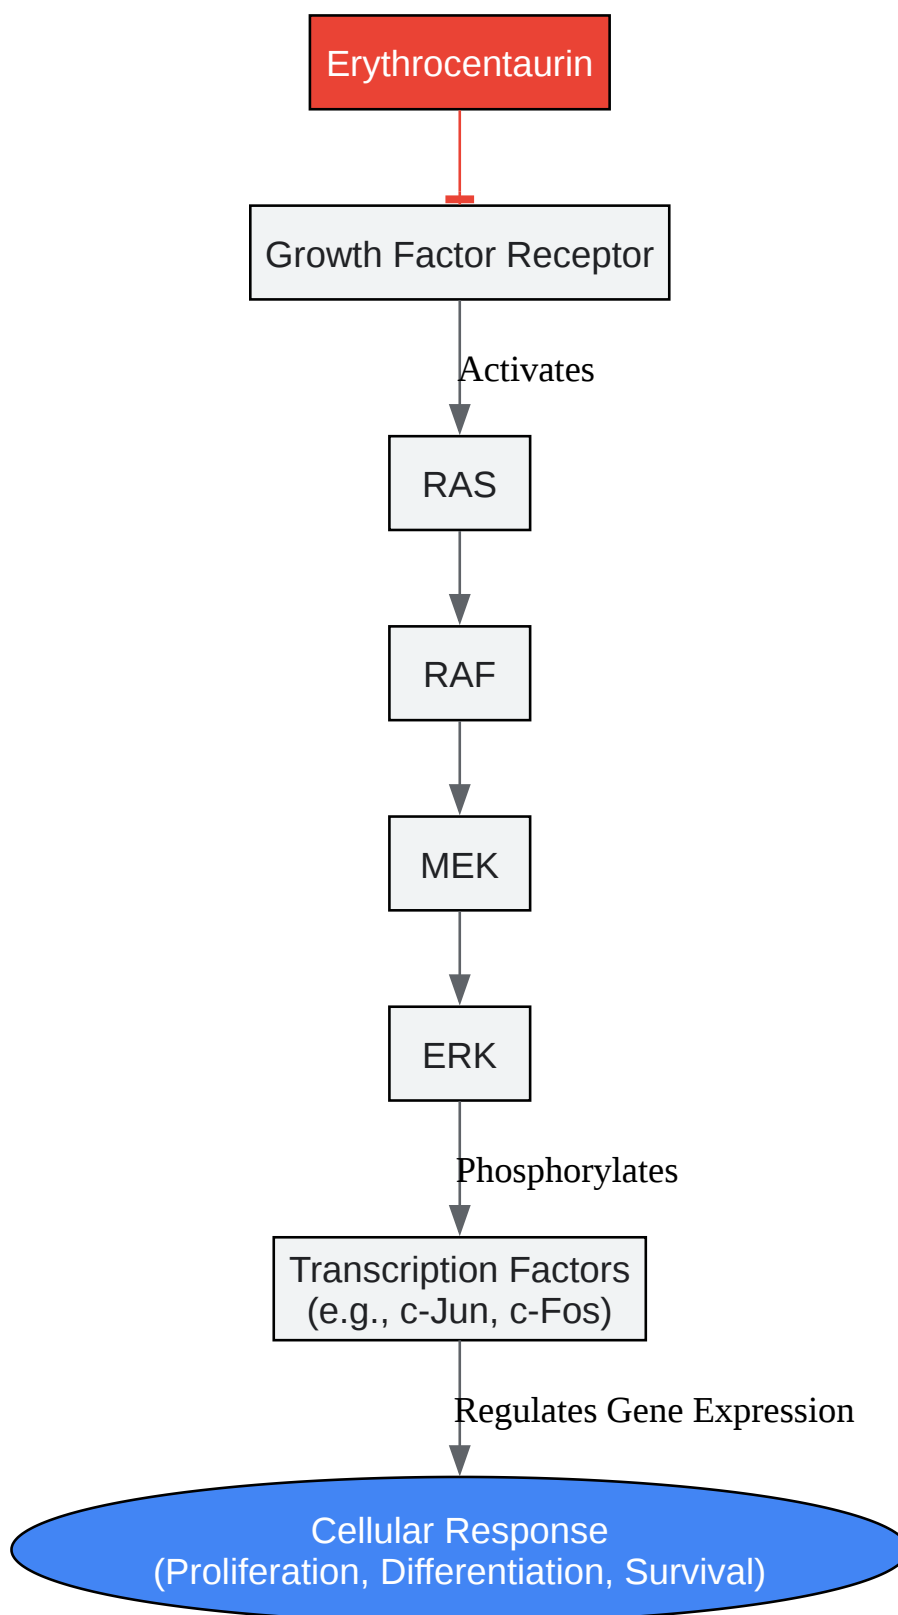 Erythrocentaurin
Growth Factor Receptor
Activates
RAS
RAF
MEK
ERK
Phosphorylates
Transcription Factors
(e.g., c-Jun, c-Fos)
Regulates Gene Expression
Cellular Response
(Proliferation, Differentiation, Survival)